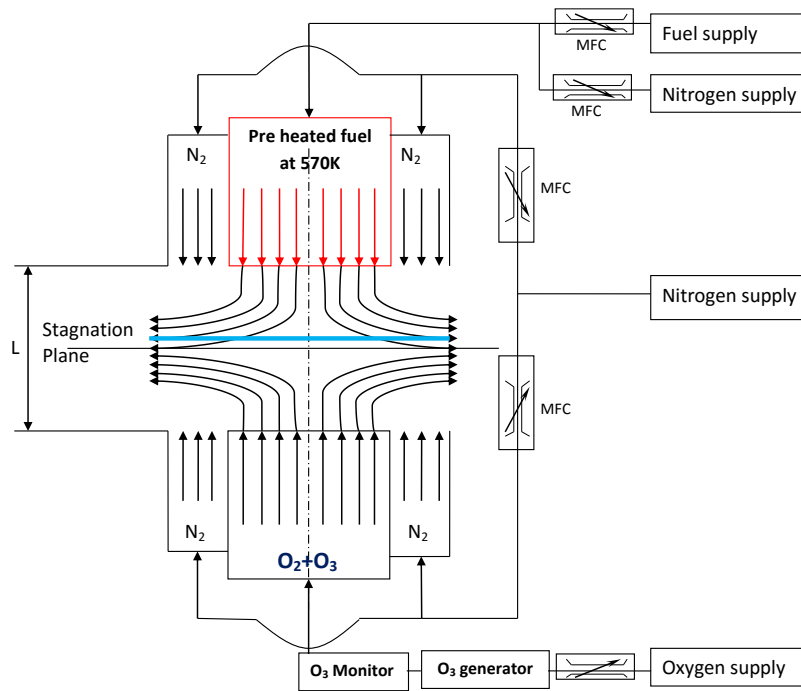 MFC
Fuel supply
MFC
Nitrogen supply
N2
Pre heated fuel
at 570K
N2
MFC
Nitrogen supply
L
Stagnation
Plane
MFC
N2
N2
O2+O3
O3 Monitor
O3 generator
Oxygen supply